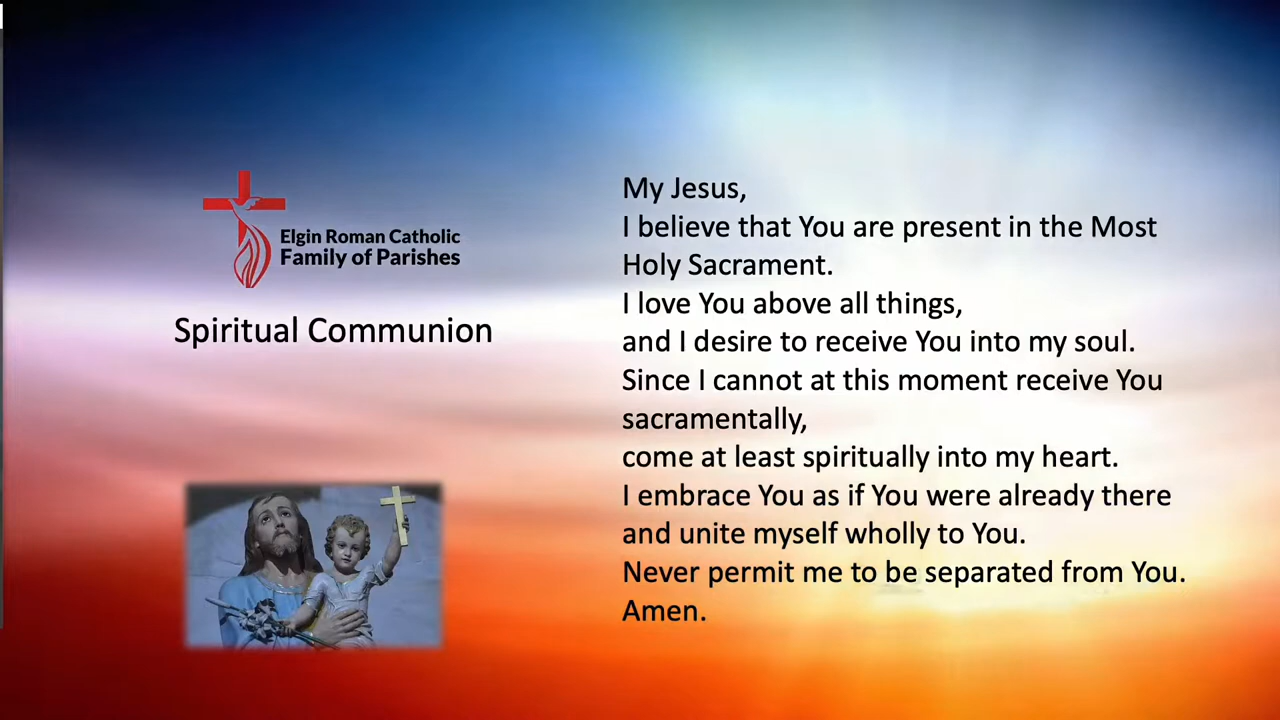 Elgin Roman Catholic
Family of Parishes
Spiritual Communion
My Jesus,
I believe that You are present in the Most
Holy Sacrament.
I love You above all things,
and I desire to receive You into my soul.
Since I cannot at this moment receive You
sacramentally,
come at least spiritually into my heart.
I embrace You as if You were already there
and unite myself wholly to You.
Never permit me to be separated from You.
Amen.